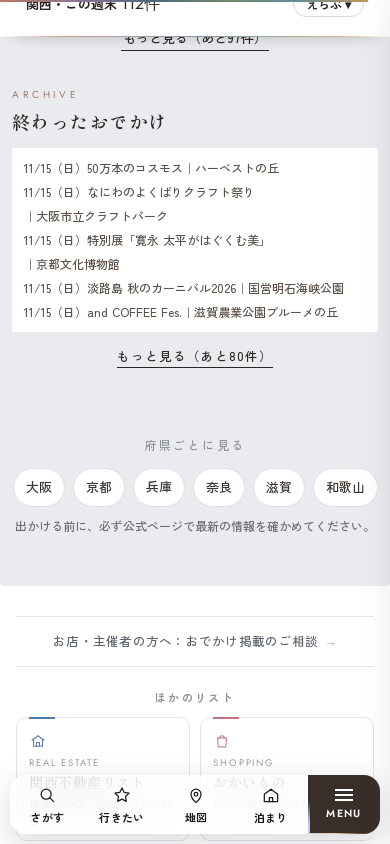 関西・この週末 112件
えらぶ ▼
もっと見る（あと97件）
ARCHIVE
終わったおでかけ
11/15（日）50万本のコスモス｜ハーベストの丘
11/15（日）なにわのよくばりクラフト祭り
｜大阪市立クラフトパーク
11/15（日）特別展「寛永 太平がはぐくむ美」
｜京都文化博物館
11/15（日）淡路島 秋のカーニバル2026｜国営明石海峡公園
11/15（日）and COFFEE Fes.｜滋賀農業公園ブルーメの丘
もっと見る（あと80件）
府県ごとに見る
大阪 京都 兵庫 奈良 滋賀 和歌山
出かける前に、必ず公式ページで最新の情報を確かめてください。
お店・主催者の方へ：おでかけ掲載のご相談 →
ほかのリスト
REAL ESTATE
関西不動産リスト
SHOPPING
おかいもの
さがす 行きたい 地図 泊まり MENU